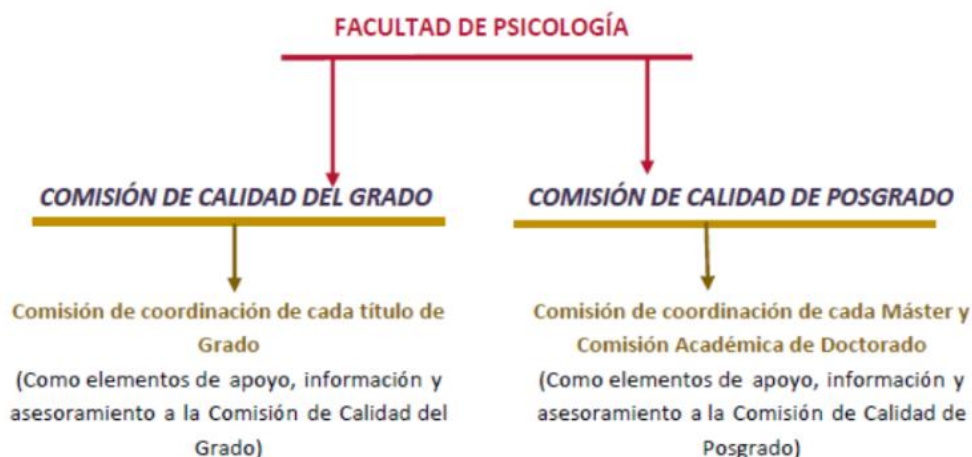 FACULTAD DE PSICOLOGÍA
COMISIÓN DE CALIDAD DEL GRADO
COMISIÓN DE CALIDAD DE POSGRADO
Comisión de coordinación de cada título de
Grado
(Como elementos de apoyo, información y
asesoramiento a la Comisión de Calidad del
Grado)
Comisión de coordinación de cada Máster y
Comisión Académica de Doctorado
(Como elementos de apoyo, información y
asesoramiento a la Comisión de Calidad de
Posgrado)